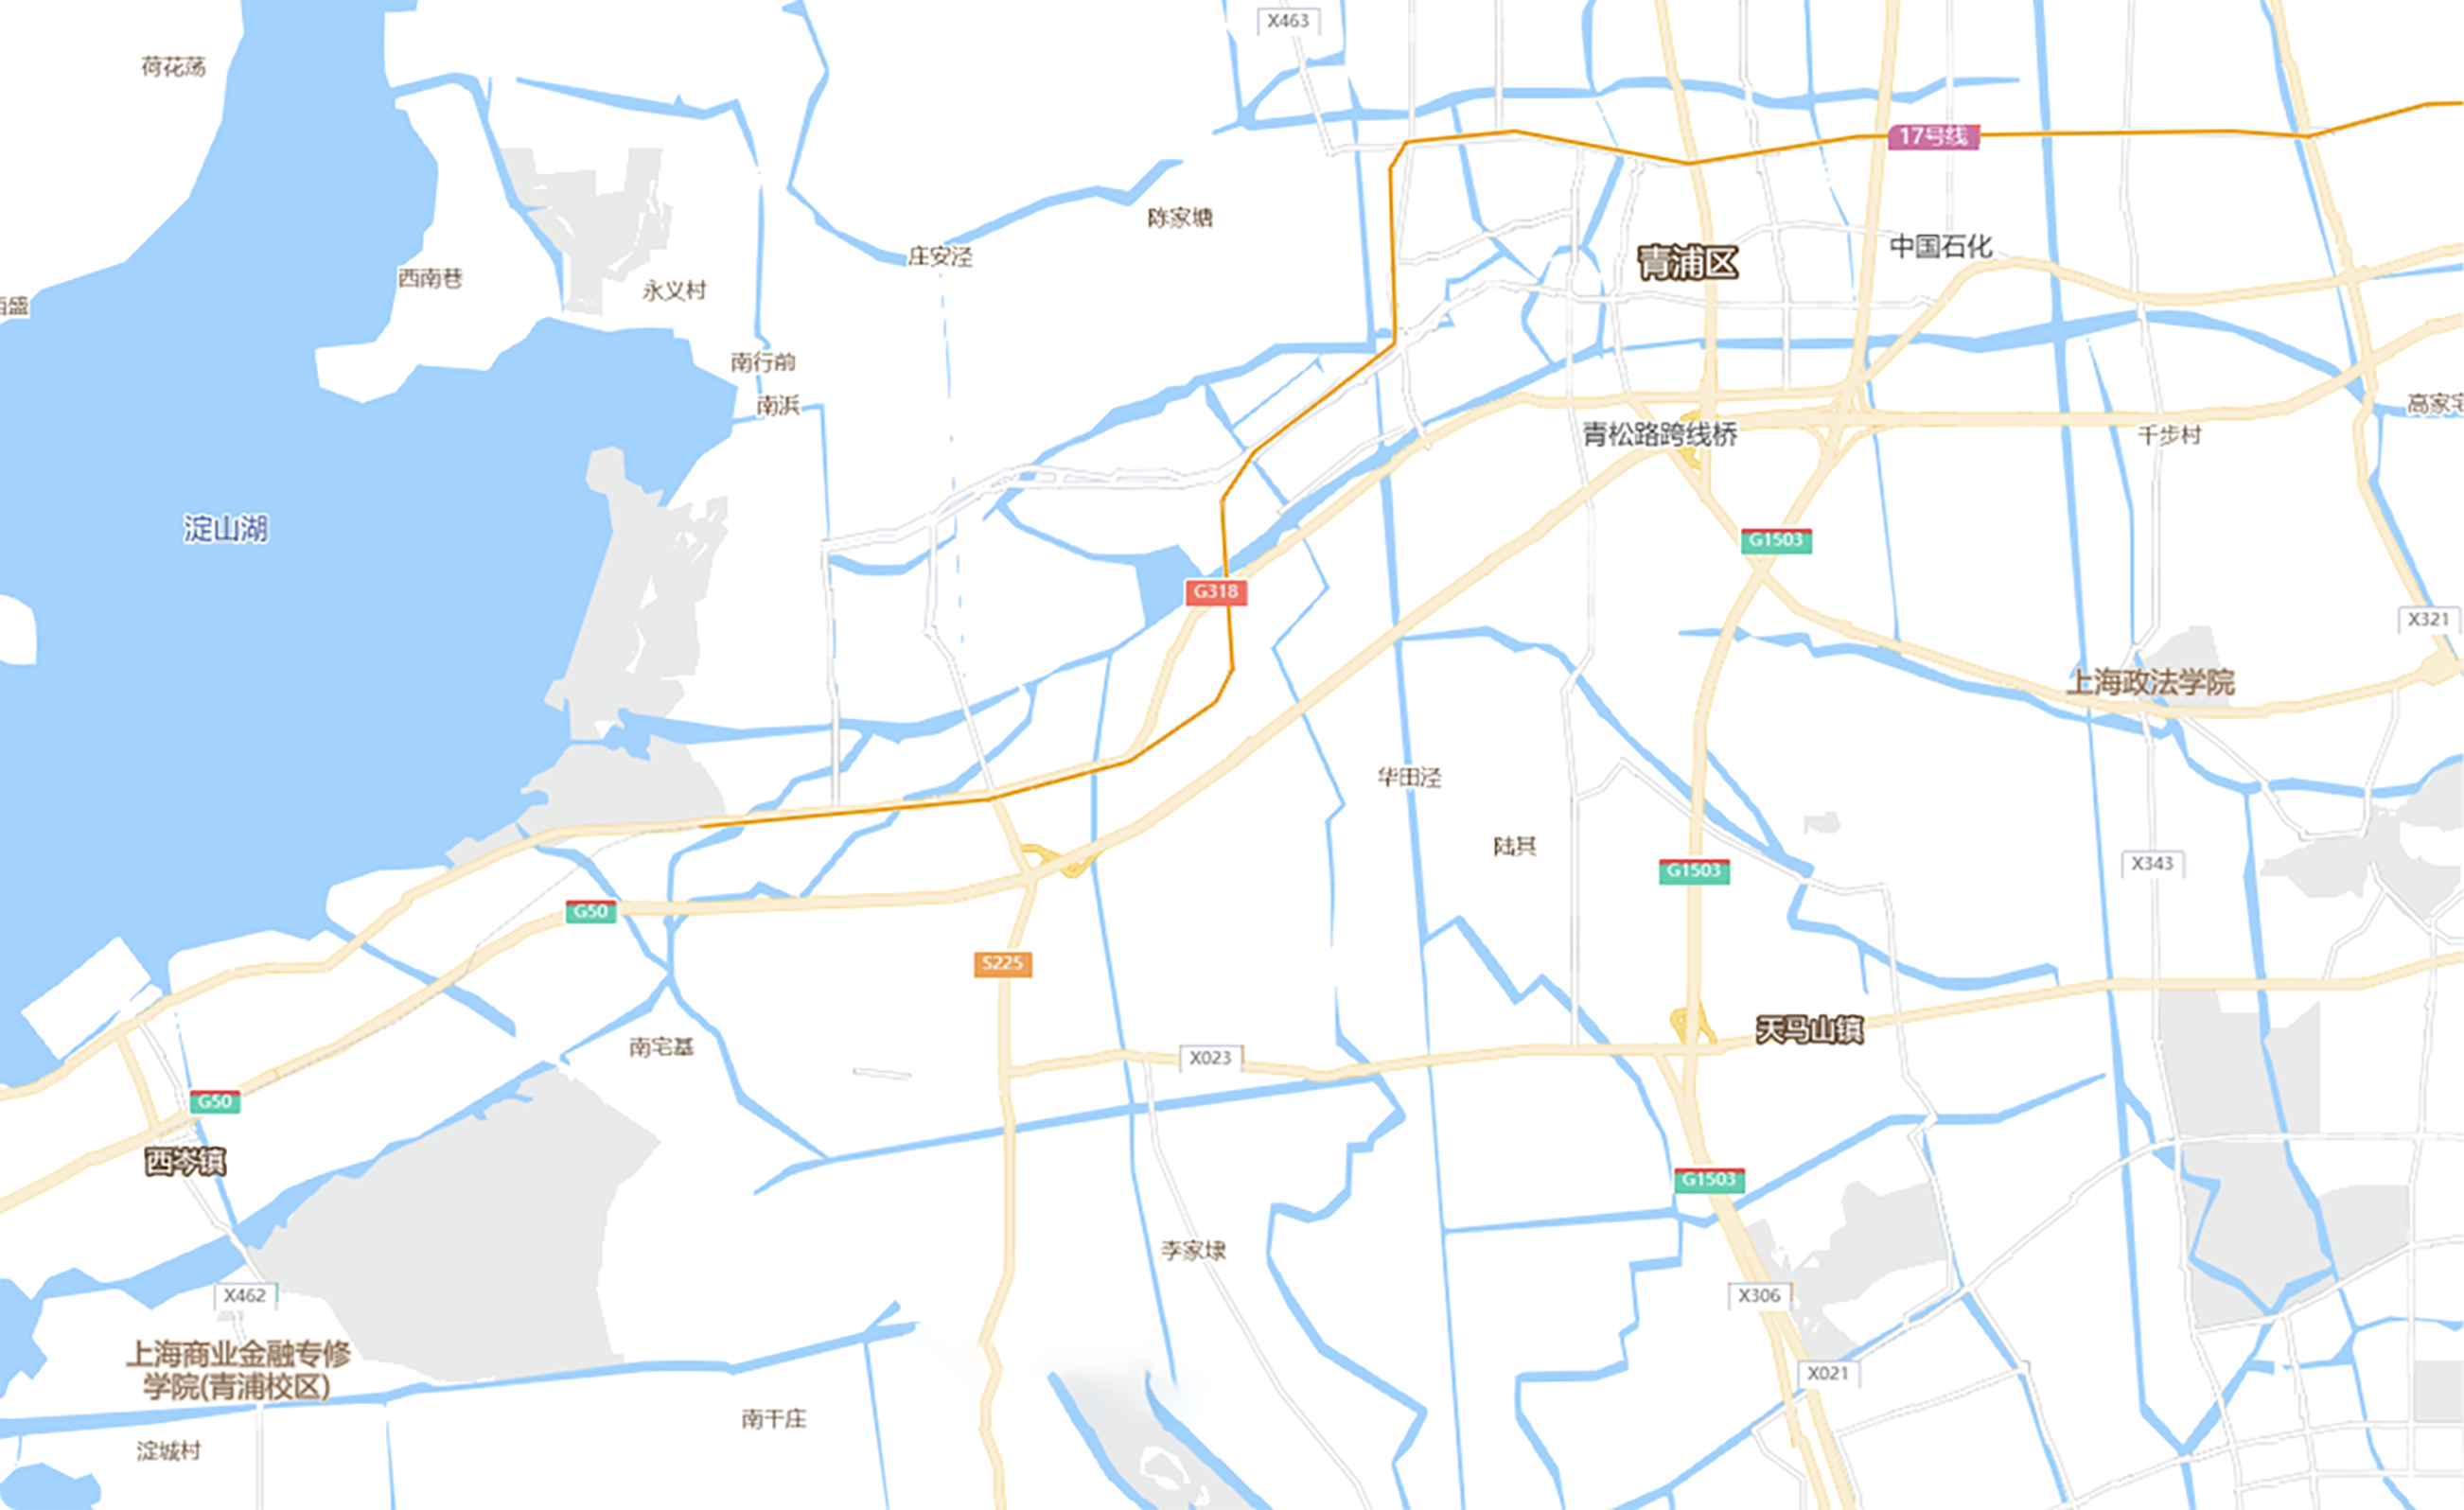 X463
荷花荡
17号线
陈家塘
中国石化
庄安泾
青浦区
西南巷
永义村
南行前
南浜
高家宅
青松路跨线桥
千步村
淀山湖
G1503
G318
X321
上海政法学院
华田泾
陆其
X343
G1503
G50
S225
天马山镇
南宅基
X023
G50
西岑镇
G1503
李家埭
X462
X306
上海商业金融专修
学院(青浦校区)
X021
南干庄
淀城村